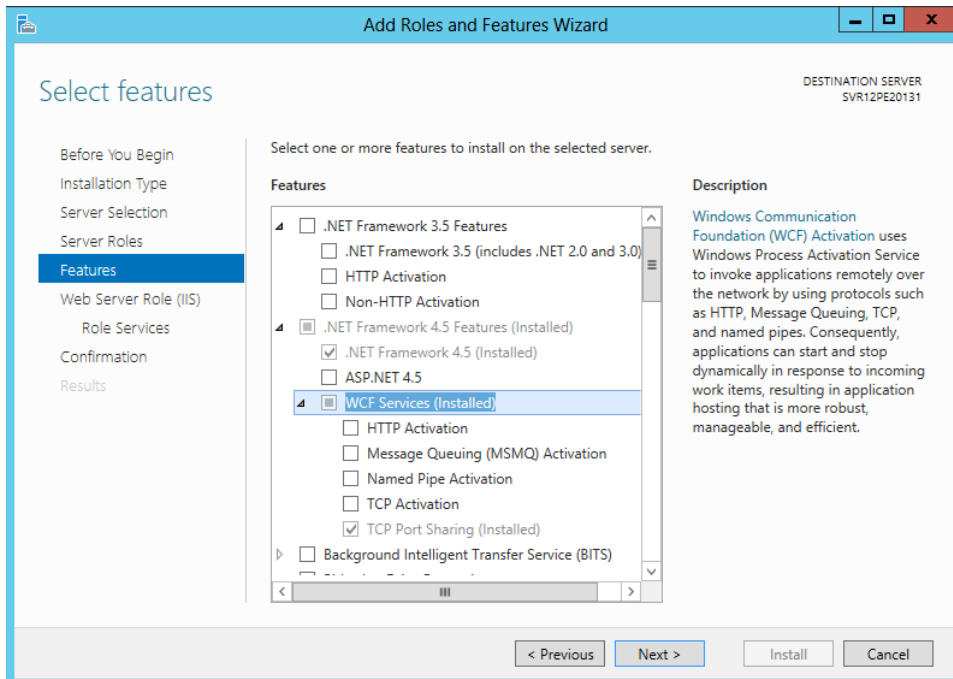 Add Roles and Features Wizard
Select features
DESTINATION SERVER
SVR12PE20131
Before You Begin
Installation Type
Server Selection
Server Roles
Features
Web Server Role (IIS)
Role Services
Confirmation
Results
Select one or more features to install on the selected server.
Features
.NET Framework 3.5 Features
.NET Framework 3.5 (includes .NET 2.0 and 3.0)
HTTP Activation
Non-HTTP Activation
.NET Framework 4.5 Features (Installed)
.NET Framework 4.5 (Installed)
ASP.NET 4.5
WCF Services (Installed)
HTTP Activation
Message Queuing (MSMQ) Activation
Named Pipe Activation
TCP Activation
TCP Port Sharing (Installed)
Background Intelligent Transfer Service (BITS)
Description
Windows Communication
Foundation (WCF) Activation uses
Windows Process Activation Service
to invoke applications remotely over
the network by using protocols such
as HTTP, Message Queuing, TCP,
and named pipes. Consequently,
applications can start and stop
dynamically in response to incoming
work items, resulting in application
hosting that is more robust,
manageable, and efficient.
< Previous
Next >
Install
Cancel